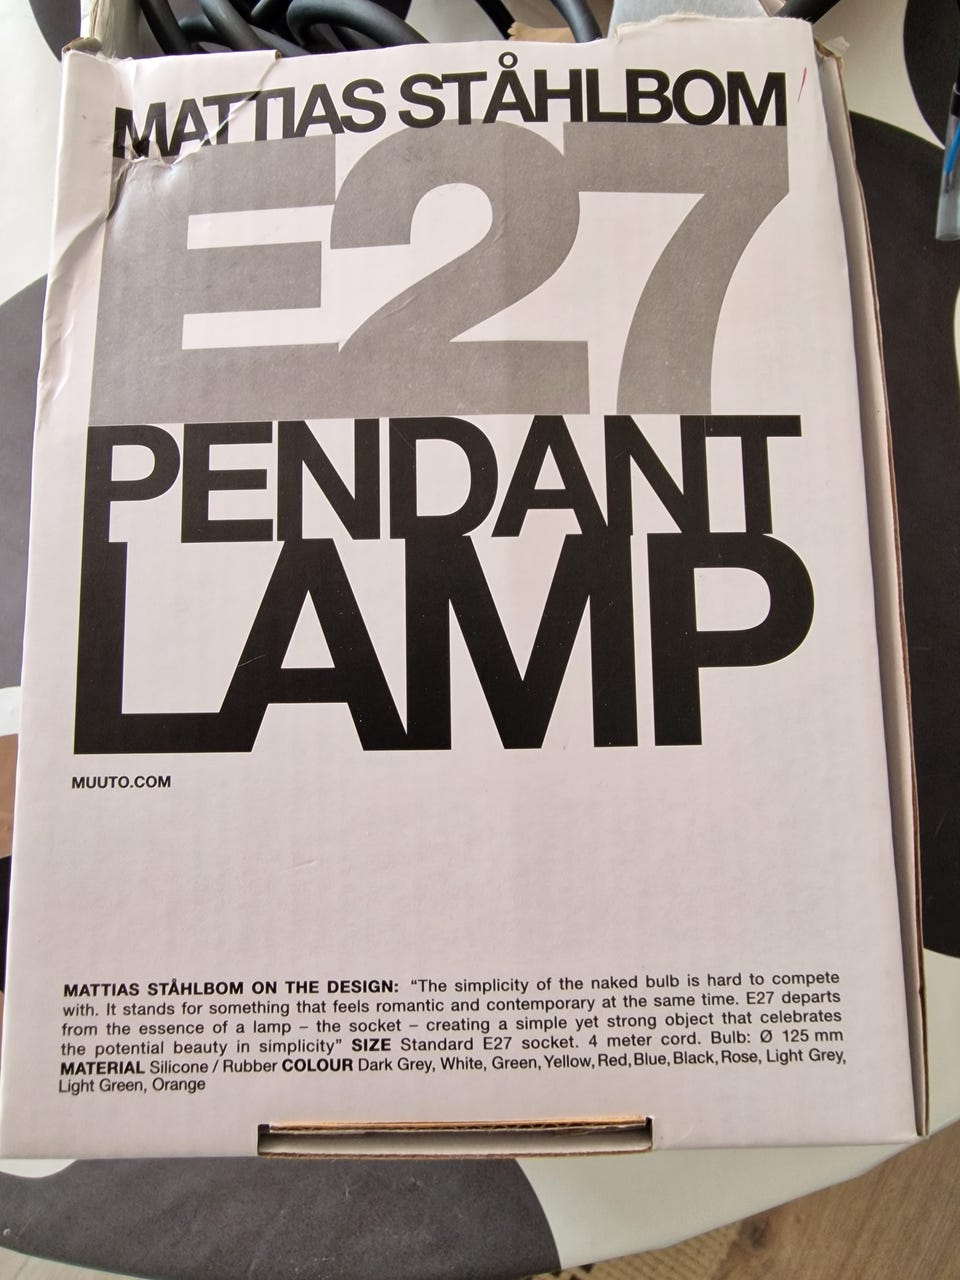 MATTIAS STÅHLBOM
E27
PENDANT
LAMP
MUUTO.COM
MATTIAS STÅHLBOM ON THE DESIGN: “The simplicity of the naked bulb is hard to compete
with. It stands for something that feels romantic and contemporary at the same time. E27 departs
from the essence of a lamp – the socket – creating a simple yet strong object that celebrates
the potential beauty in simplicity” SIZE Standard E27 socket. 4 meter cord. Bulb: Ø 125 mm
MATERIAL Silicone / Rubber COLOUR Dark Grey, White, Green, Yellow, Red, Blue, Black, Rose, Light Grey,
Light Green, Orange